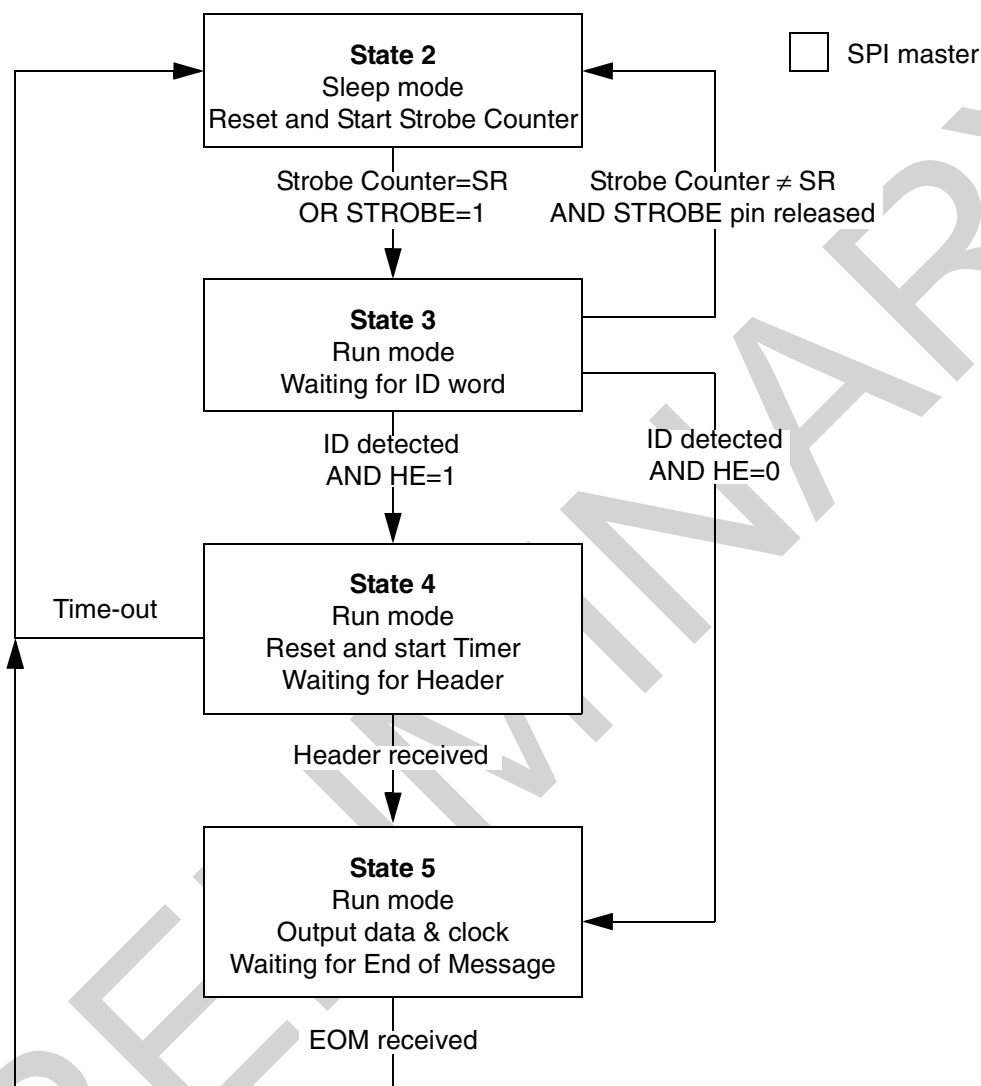 State 2
Sleep mode
Reset and Start Strobe Counter
SPI master
Strobe Counter=SR
OR STROBE=1
Strobe Counter ≠ SR
AND STROBE pin released
State 3
Run mode
Waiting for ID word
ID detected
AND HE=1
ID detected
AND HE=0
State 4
Run mode
Reset and start Timer
Waiting for Header
Time-out
Header received
State 5
Run mode
Output data & clock
Waiting for End of Message
EOM received
PRELIMINARY